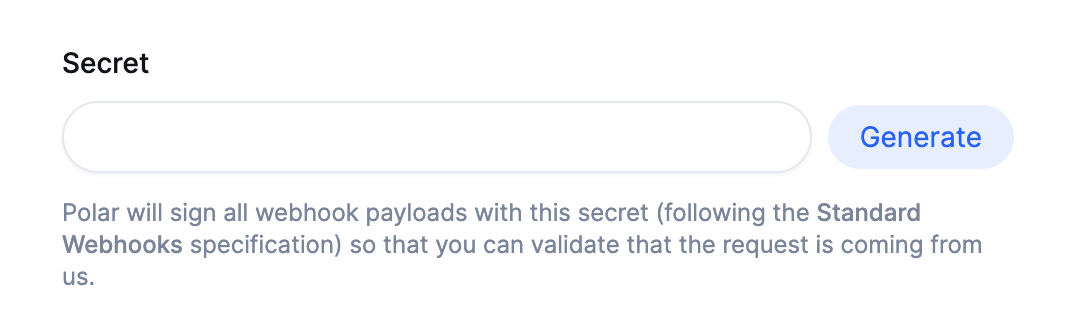 Secret
Generate
Polar will sign all webhook payloads with this secret (following the Standard
Webhooks specification) so that you can validate that the request is coming from
us.